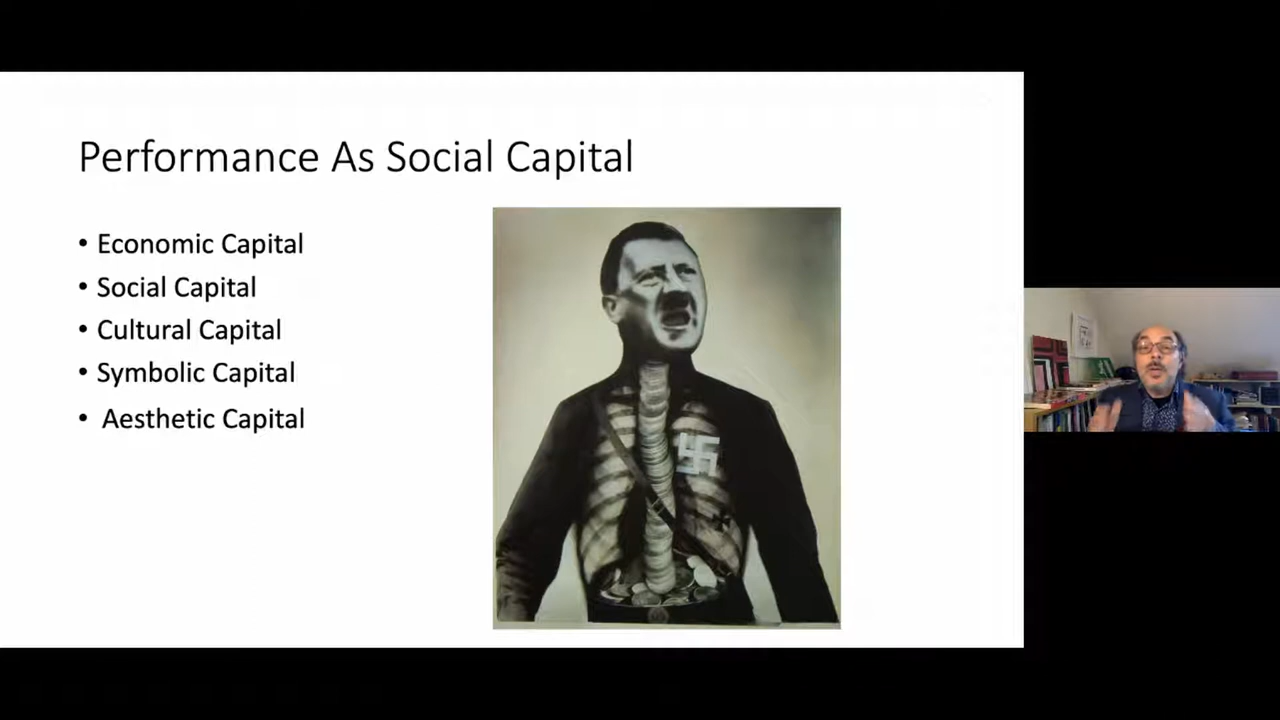 Performance As Social Capital
• Economic Capital
• Social Capital
• Cultural Capital
• Symbolic Capital
• Aesthetic Capital